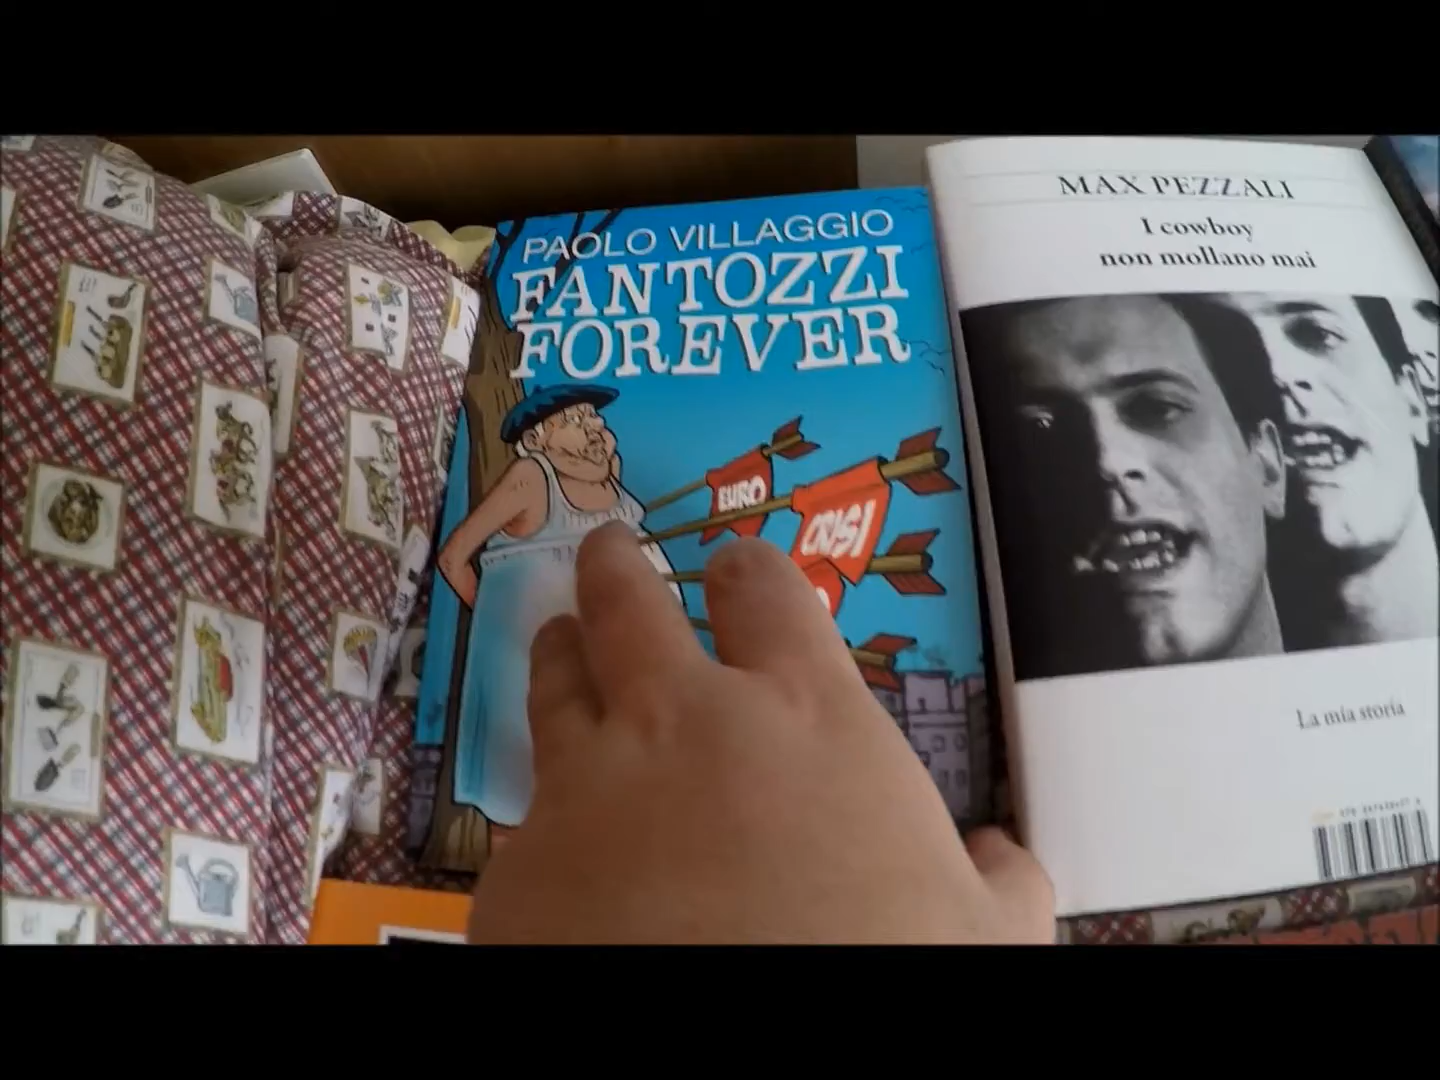 PAOLO VILLAGGIO
FANTOZZI
FOREVER
EURO
CRISI
MAX PEZZALI
I cowboy
non mollano mai
La mia storia